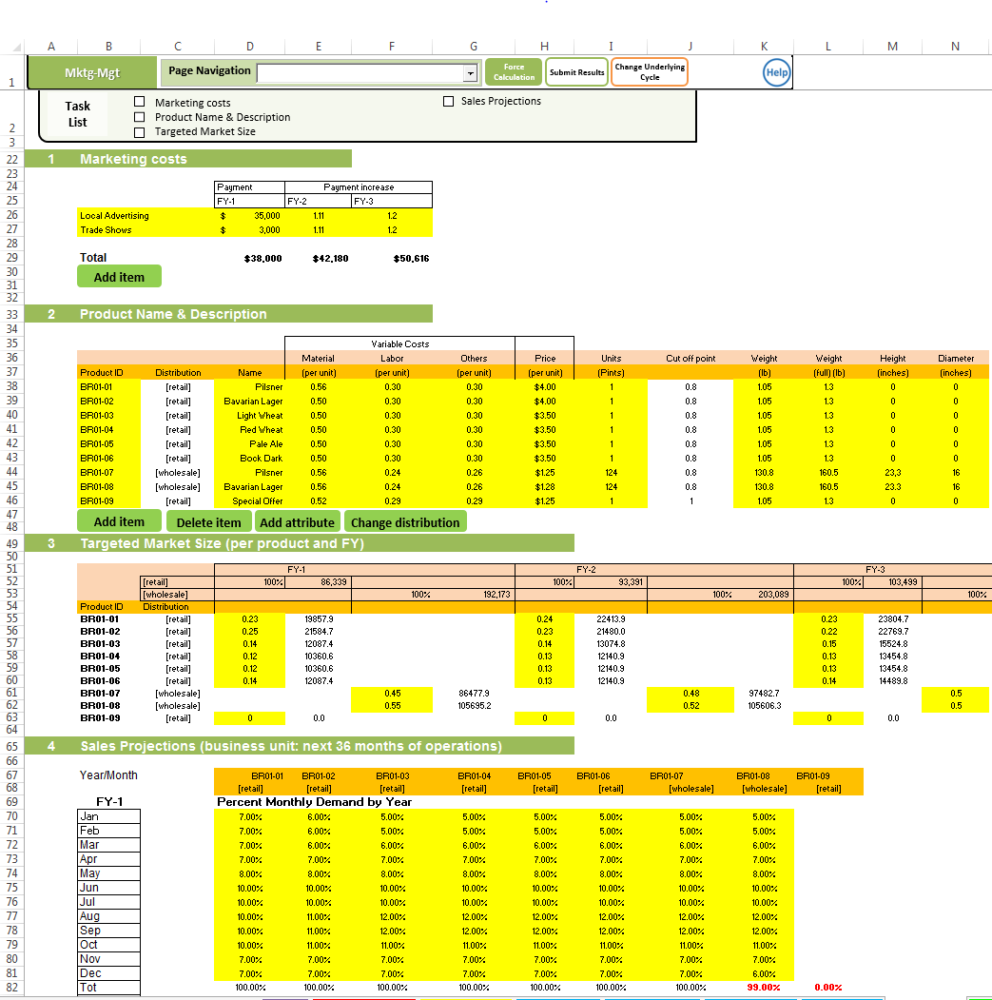 A B C D E F G H I J K L M N
1 Mktg-Mgt Page Navigation Force Calculation Submit Results Change Underlying Cycle Help
2 Task List Marketing costs Sales Projections
Product Name & Description
3 Targeted Market Size
22 1 Marketing costs
23
24 Payment Payment increase
25 FY-1 FY-2 FY-3
26 Local Advertising $ 35,000 1.11 1.2
27 Trade Shows $ 3,000 1.11 1.2
28
29 Total $38,000 $42,180 $50,616
30 Add item
31
32
33 2 Product Name & Description
34
35 Variable Costs
36 Material Labor Others Price Units Cut off point Weight Weight Height Diameter
37 Product ID Distribution Name (per unit) (per unit) (per unit) (per unit) (Pints) (lb) (full) (lb) (inches) (inches)
38 BR01-01 [retail] Pilsner 0.56 0.30 0.30 $4.00 1 0.8 1.05 1.3 0 0
39 BR01-02 [retail] Bavarian Lager 0.50 0.30 0.30 $4.00 1 0.8 1.05 1.3 0 0
40 BR01-03 [retail] Light Wheat 0.50 0.30 0.30 $3.50 1 0.8 1.05 1.3 0 0
41 BR01-04 [retail] Red Wheat 0.50 0.30 0.30 $3.50 1 0.8 1.05 1.3 0 0
42 BR01-05 [retail] Pale Ale 0.50 0.30 0.30 $3.50 1 0.8 1.05 1.3 0 0
43 BR01-06 [retail] Bock Dark 0.50 0.30 0.30 $3.50 1 0.8 1.05 1.3 0 0
44 BR01-07 [wholesale] Pilsner 0.56 0.24 0.26 $1.25 124 0.8 130.8 160.5 23.3 16
45 BR01-08 [wholesale] Bavarian Lager 0.56 0.24 0.26 $1.28 124 0.8 130.8 160.5 23.3 16
46 BR01-09 [retail] Special Offer 0.52 0.29 0.29 $1.25 1 1 1.05 1.3 0 0
47 Add item Delete item Add attribute Change distribution
48
49 3 Targeted Market Size (per product and FY)
50
51 FY-1 FY-2 FY-3
52 [retail] 100% 86,339 100% 93,391 100% 103,499
53 [wholesale] 100% 192,173 100% 203,089 100%
54 Product ID Distribution
55 BR01-01 [retail] 0.23 19857.9 0.24 22413.9 0.23 23804.7
56 BR01-02 [retail] 0.25 21584.7 0.23 21480.0 0.22 22769.7
57 BR01-03 [retail] 0.14 12087.4 0.14 13074.8 0.15 15524.8
58 BR01-04 [retail] 0.12 10360.6 0.13 12140.9 0.13 13454.8
59 BR01-05 [retail] 0.12 10360.6 0.13 12140.9 0.13 13454.8
60 BR01-06 [retail] 0.14 12087.4 0.13 12140.9 0.14 14489.8
61 BR01-07 [wholesale] 0.45 86477.9 0.48 97482.7 0.5
62 BR01-08 [wholesale] 0.55 105695.2 0.52 105606.3 0.5
63 BR01-09 [retail] 0 0.0 0 0.0 0 0.0
64
65 4 Sales Projections (business unit: next 36 months of operations)
66
67 Year/Month BR01-01 BR01-02 BR01-03 BR01-04 BR01-05 BR01-06 BR01-07 BR01-08 BR01-09
68 [retail] [retail] [retail] [retail] [retail] [retail] [wholesale] [wholesale] [retail]
69 FY-1 Percent Monthly Demand by Year
70 Jan 7.00% 6.00% 5.00% 5.00% 5.00% 5.00% 5.00% 5.00%
71 Feb 7.00% 6.00% 5.00% 5.00% 5.00% 5.00% 5.00% 5.00%
72 Mar 7.00% 7.00% 6.00% 6.00% 6.00% 6.00% 6.00% 6.00%
73 Apr 7.00% 7.00% 7.00% 7.00% 7.00% 7.00% 7.00% 7.00%
74 May 8.00% 8.00% 8.00% 8.00% 8.00% 8.00% 8.00% 8.00%
75 Jun 10.00% 10.00% 10.00% 10.00% 10.00% 10.00% 10.00% 10.00%
76 Jul 10.00% 10.00% 10.00% 10.00% 10.00% 10.00% 10.00% 10.00%
77 Aug 10.00% 11.00% 12.00% 12.00% 12.00% 12.00% 12.00% 12.00%
78 Sep 10.00% 11.00% 12.00% 12.00% 12.00% 12.00% 12.00% 12.00%
79 Oct 10.00% 11.00% 11.00% 11.00% 11.00% 11.00% 11.00% 11.00%
80 Nov 7.00% 7.00% 7.00% 7.00% 7.00% 7.00% 7.00% 7.00%
81 Dec 7.00% 7.00% 7.00% 7.00% 7.00% 7.00% 7.00% 6.00%
82 Tot 100.00% 100.00% 100.00% 100.00% 100.00% 100.00% 100.00% 99.00% 0.00%